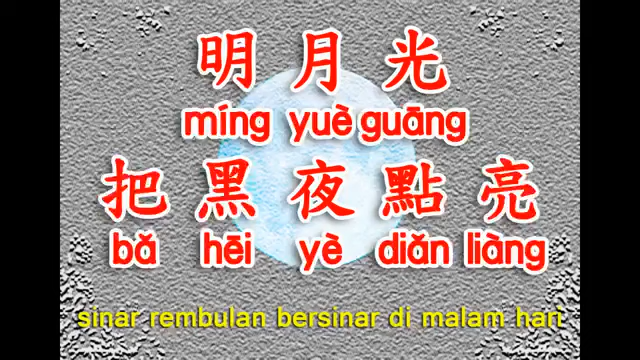 明月光
míng yuè guāng
把黑夜點亮
bǎ hēi yè diǎn liàng
sinar rembulan bersinar di malam hari